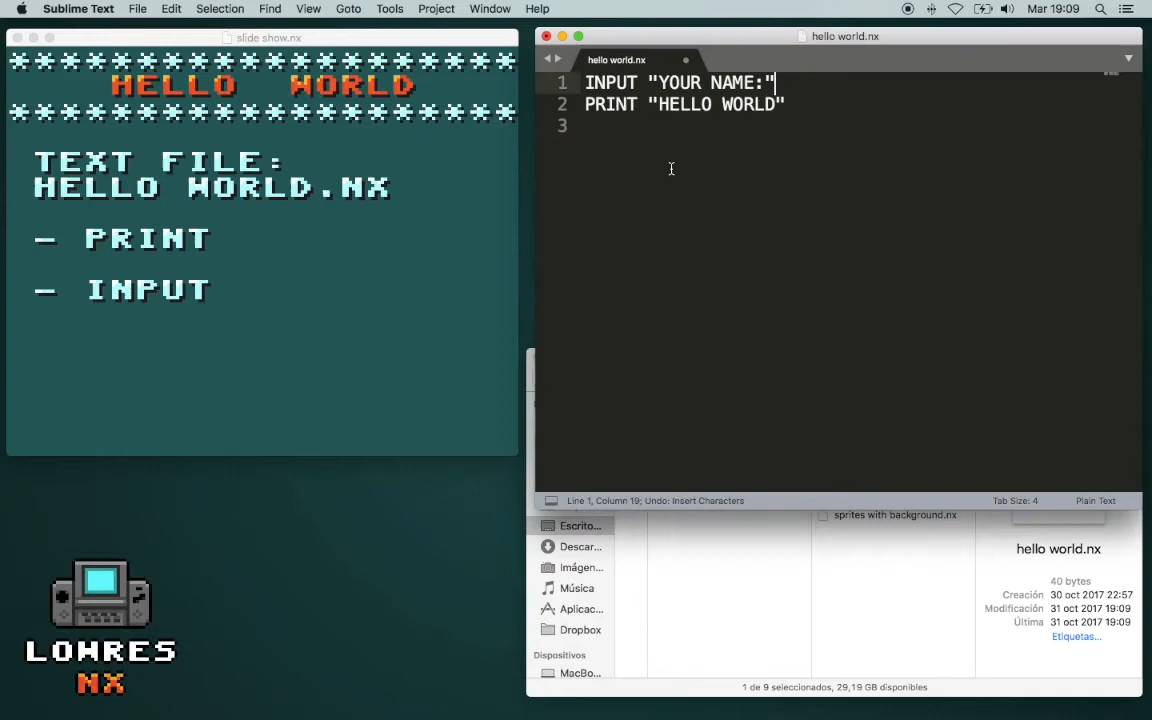 Sublime Text File Edit Selection Find View Goto Tools Project Window Help Mar 19:09
slide show.nx
*******************
HELLO WORLD
*******************
TEXT FILE:
HELLO WORLD.NX
- PRINT
- INPUT
LOWRES
NX
hello world.nx
hello world.nx
1 INPUT "YOUR NAME:"
2 PRINT "HELLO WORLD"
3
Line 1, Column 19; Undo: Insert Characters Tab Size: 4 Plain Text
Escrito...
Descar...
Imágen...
Música
Aplicac...
Dropbox
Dispositivos
MacBo...
sprites with background.nx
hello world.nx
40 bytes
Creación 30 oct 2017 22:57
Modificación 31 oct 2017 19:09
Última 31 oct 2017 19:09
Etiquetas...
1 de 9 seleccionados, 29,19 GB disponibles